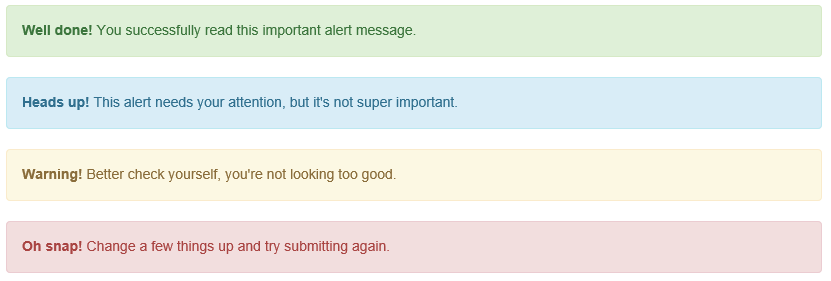 Well done! You successfully read this important alert message.
Heads up! This alert needs your attention, but it's not super important.
Warning! Better check yourself, you're not looking too good.
Oh snap! Change a few things up and try submitting again.